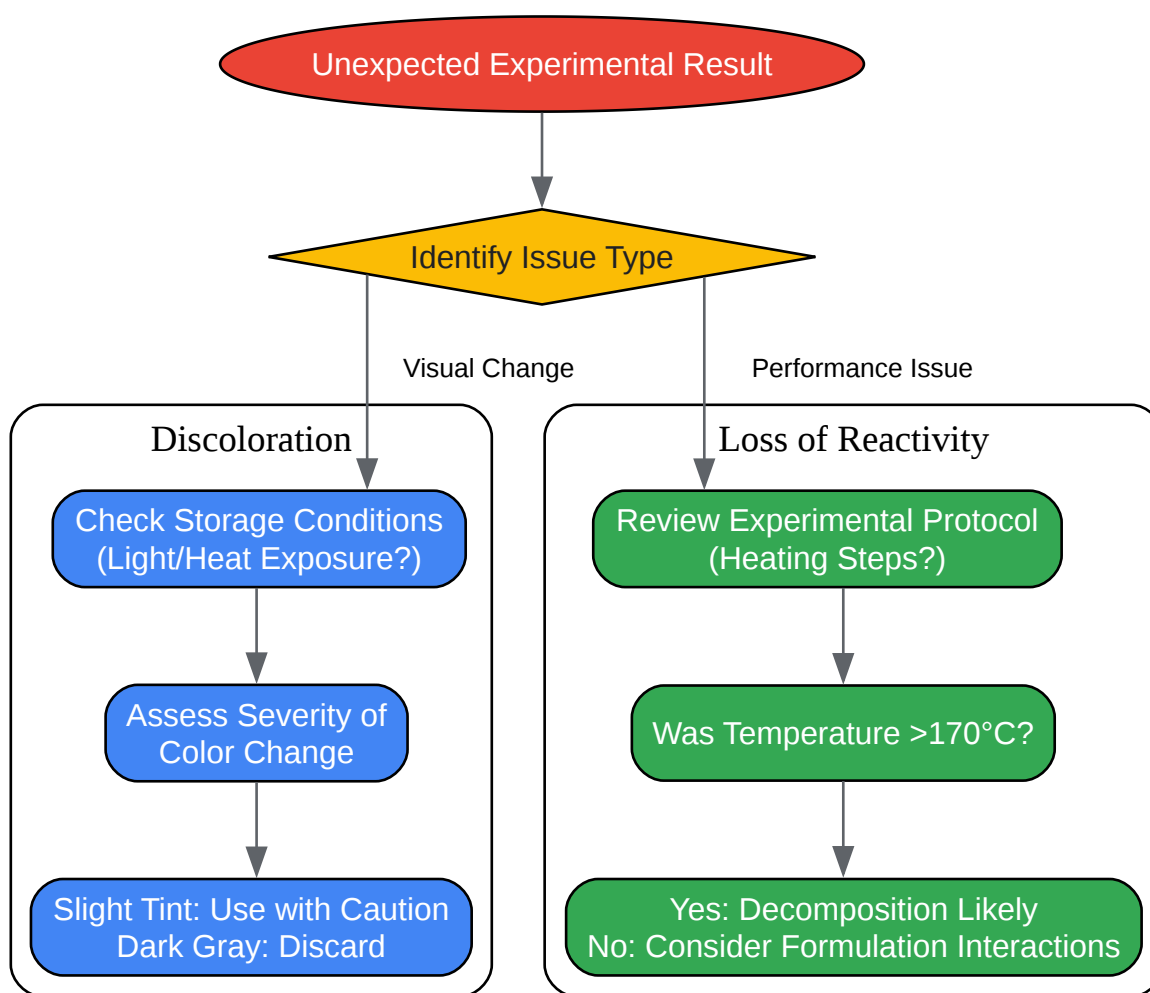 Unexpected Experimental Result
Identify Issue Type
Visual Change
Performance Issue
Discoloration
Check Storage Conditions
(Light/Heat Exposure?)
Assess Severity of
Color Change
Slight Tint: Use with Caution
Dark Gray: Discard
Loss of Reactivity
Review Experimental Protocol
(Heating Steps?)
Was Temperature >170°C?
Yes: Decomposition Likely
No: Consider Formulation Interactions